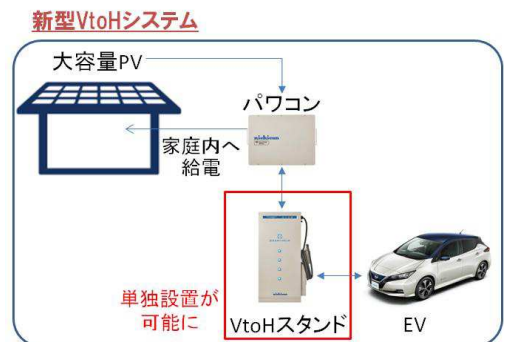 新型VtoHシステム
大容量PV
パワコン
nichicon
家庭内へ
給電
単独設置が
可能に
VtoHスタンド
EV